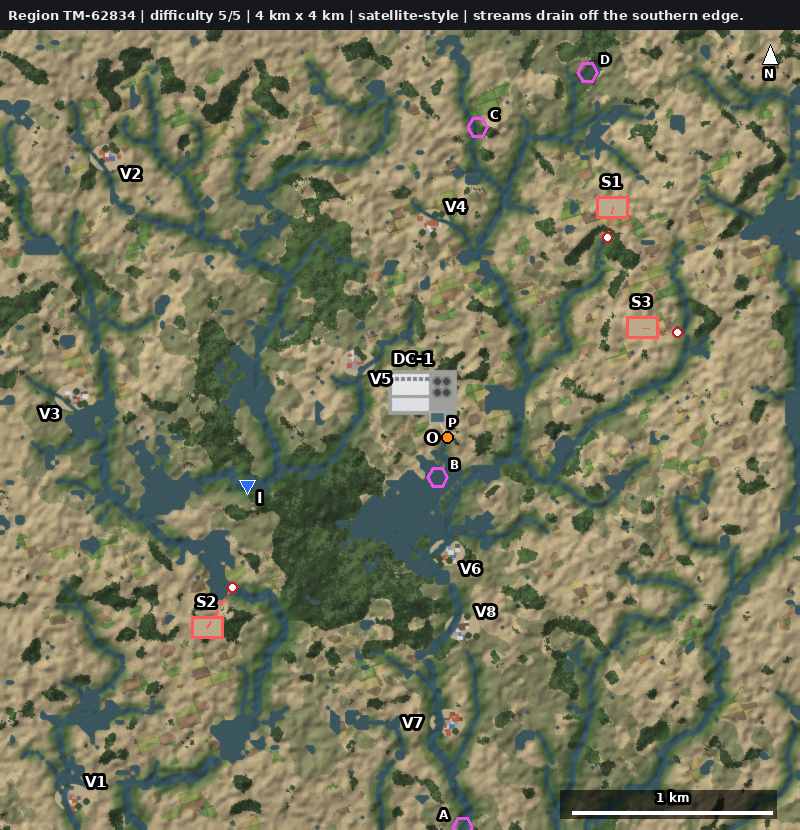 Region TM-62834 | difficulty 5/5 | 4 km x 4 km | satellite-style | streams drain off the southern edge.
D
N
C
V2
S1
V4
S3
DC-1
V5
V3
P
O
B
I
V6
S2
V8
V7
V1
1 km
A